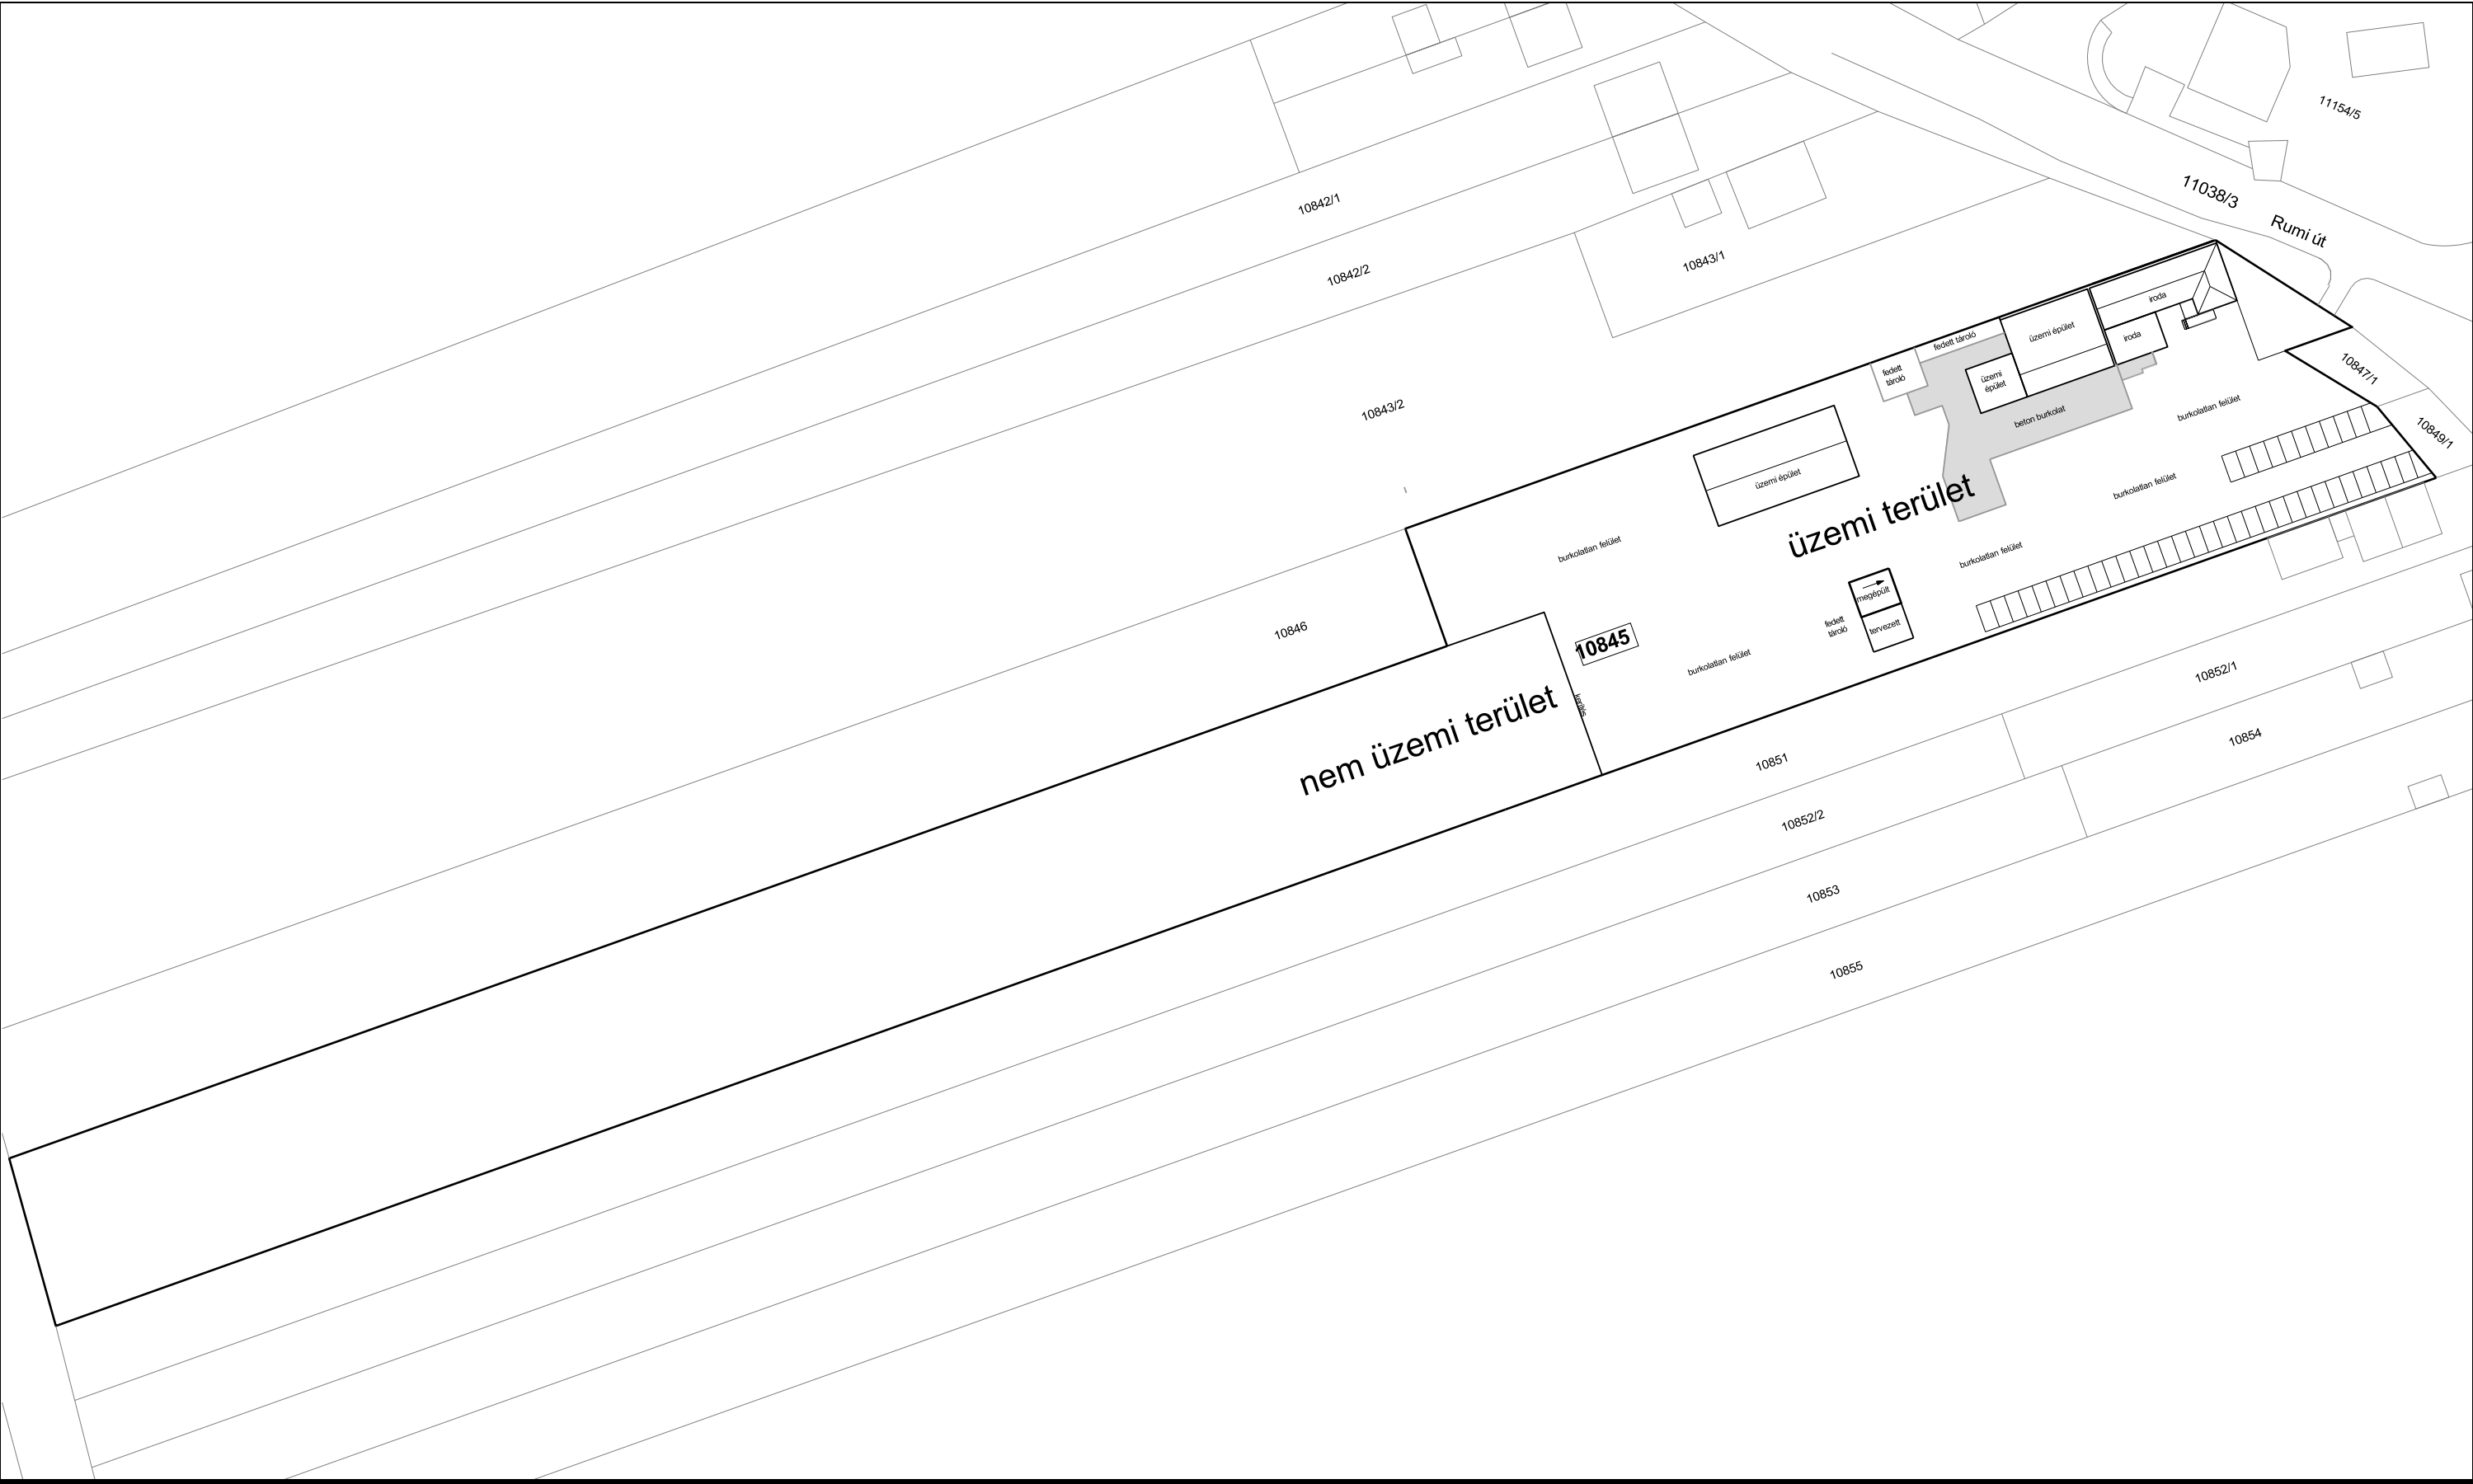 11154/5
11038/3
Rumi út
10842/1
10842/2
10843/1
iroda
iroda
üzemi épület
fedett tároló
fedett
tároló
üzemi
épület
beton burkolat
burkolatlan felület
10847/1
10849/1
10843/2
üzemi épület
üzemi terület
burkolatlan felület
burkolatlan felület
burkolatlan felület
megépült
tervezett
fedett
tároló
10846
10845
burkolatlan felület
kerítés
nem üzemi terület
10852/1
10851
10854
10852/2
10853
10855